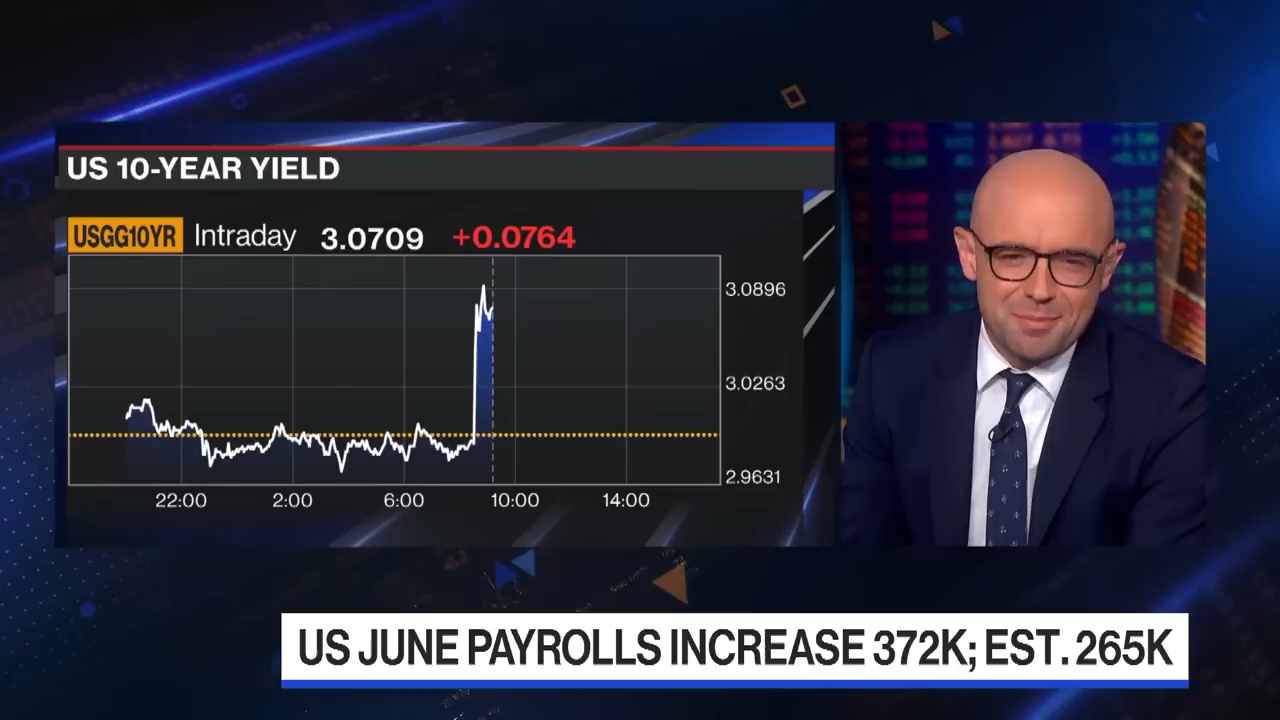 US 10-YEAR YIELD
USGG10YR Intraday 3.0709 +0.0764
3.0896
3.0263
2.9631
22:00 2:00 6:00 10:00 14:00
US JUNE PAYROLLS INCREASE 372K; EST. 265K